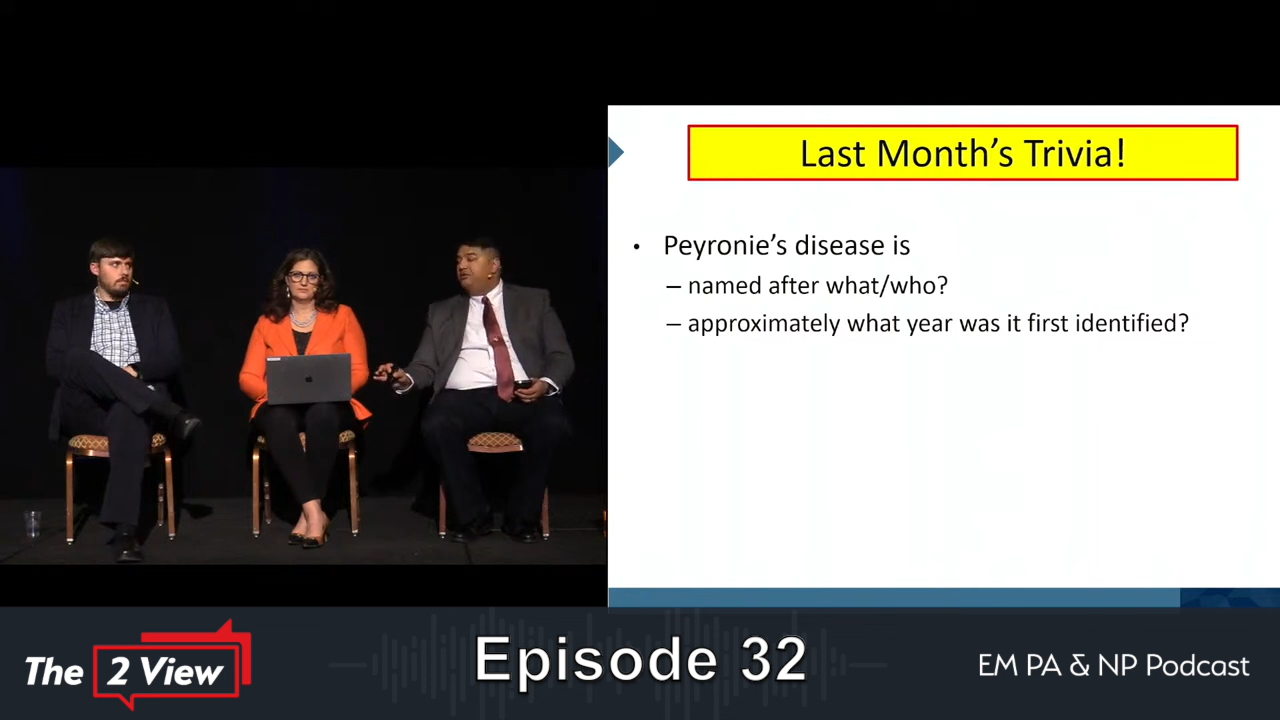 Last Month's Trivia!
• Peyronie's disease is
– named after what/who?
– approximately what year was it first identified?
The 2 View
Episode 32
EM PA & NP Podcast